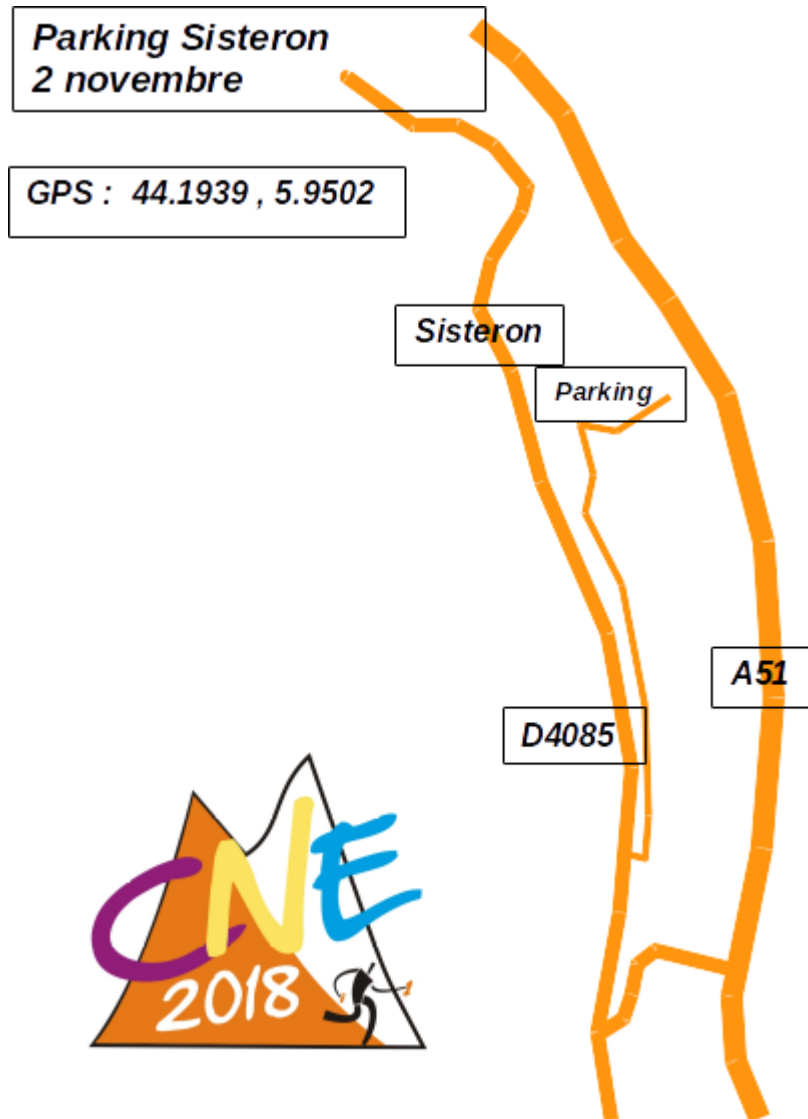 Parking Sisteron
2 novembre
GPS : 44.1939 , 5.9502
Sisteron
Parking
A51
D4085
CNE
2018